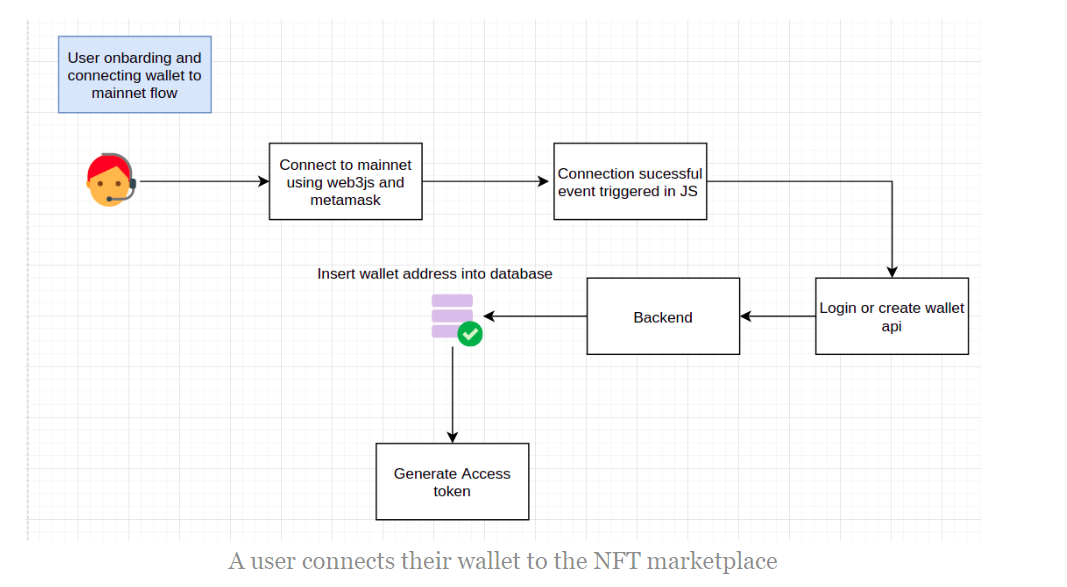 User onbarding and
connecting wallet to
mainnet flow
Connect to mainnet
using web3js and
metamask
Connection sucessful
event triggered in JS
Insert wallet address into database
Backend
Login or create wallet
api
Generate Access
token
A user connects their wallet to the NFT marketplace